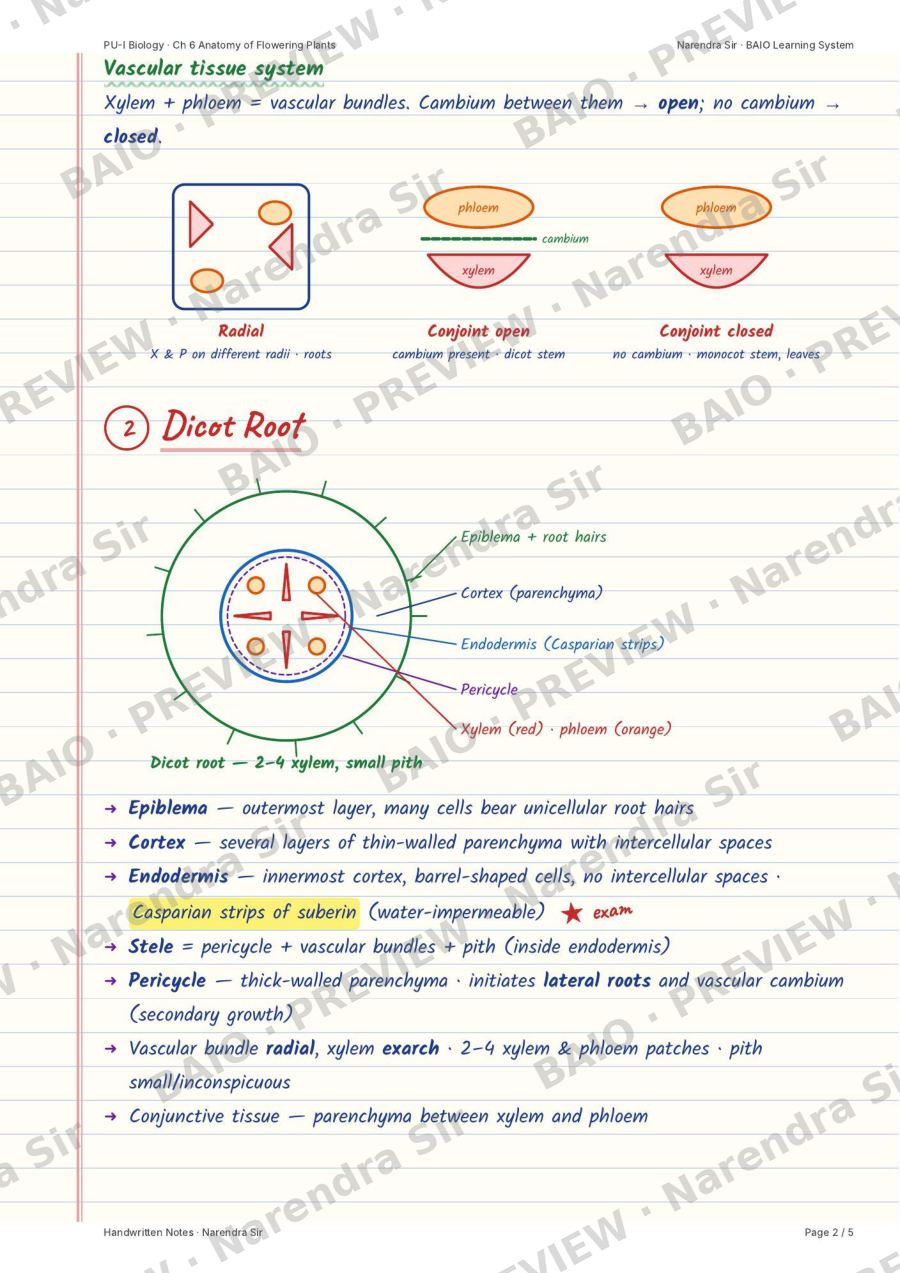 PU-I Biology · Ch 6 Anatomy of Flowering Plants
Narendra Sir · BAIO Learning System
Vascular tissue system
Xylem + phloem = vascular bundles. Cambium between them → open; no cambium →
closed.
phloem
cambium
xylem
phloem
xylem
Radial
X & P on different radii · roots
Conjoint open
cambium present · dicot stem
Conjoint closed
no cambium · monocot stem, leaves
2 Dicot Root
Epiblema + root hairs
Cortex (parenchyma)
Endodermis (Casparian strips)
Pericycle
Xylem (red) · phloem (orange)
Dicot root — 2–4 xylem, small pith
→ Epiblema — outermost layer, many cells bear unicellular root hairs
→ Cortex — several layers of thin-walled parenchyma with intercellular spaces
→ Endodermis — innermost cortex, barrel-shaped cells, no intercellular spaces ·
Casparian strips of suberin (water-impermeable) ★ exam
→ Stele = pericycle + vascular bundles + pith (inside endodermis)
→ Pericycle — thick-walled parenchyma · initiates lateral roots and vascular cambium
(secondary growth)
→ Vascular bundle radial, xylem exarch · 2–4 xylem & phloem patches · pith
small/inconspicuous
→ Conjunctive tissue — parenchyma between xylem and phloem
Handwritten Notes · Narendra Sir
Page 2 / 5
BAIO · PREVIEW · Narendra Sir